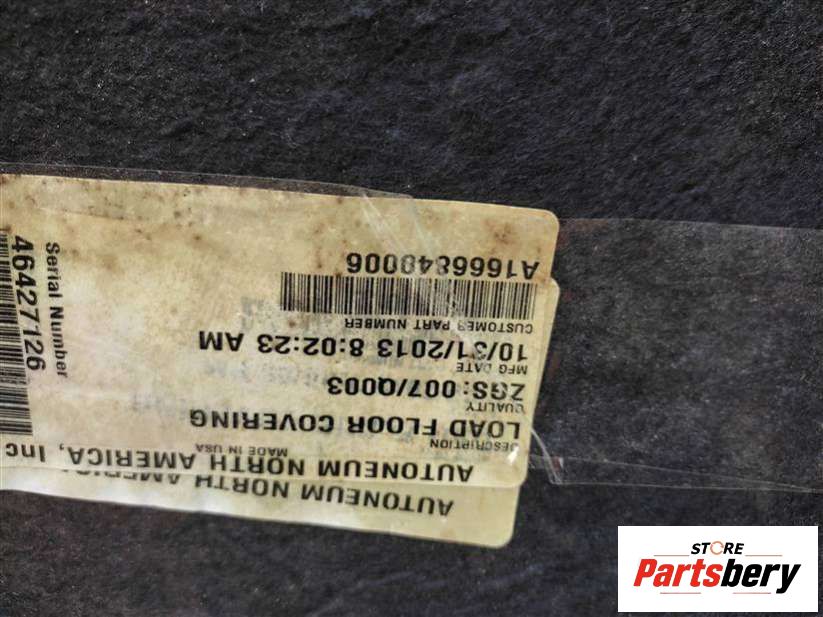 AUTONEUM NORTH AMERICA,
AUTONEUM NORTH AMERICA, Inc
MADE IN USA
DESCRIPTION
LOAD FLOOR COVERING
QUALITY
ZGS: 007/Q003
MFG DATE
10/31/2013 8:02:23 AM
CUSTOMER PART NUMBER
A1666840006
Serial Number
46427126
STORE
Partsbery